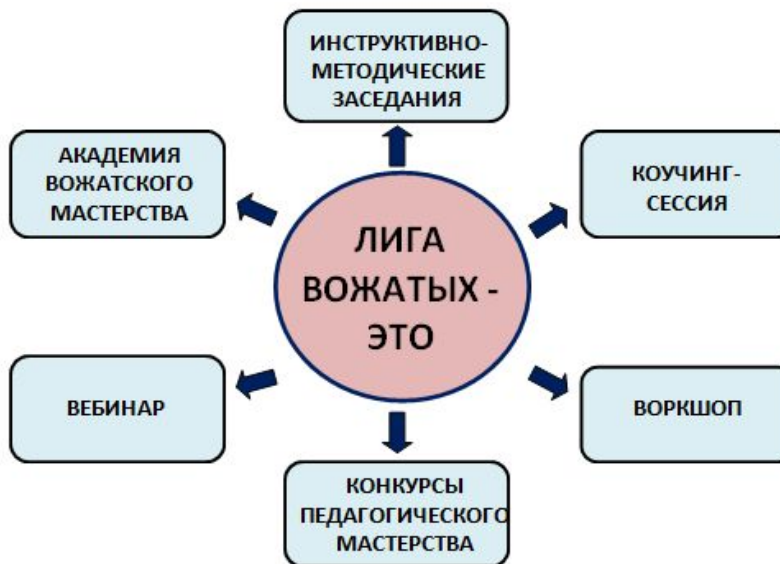 ИНСТРУКТИВНО-
МЕТОДИЧЕСКИЕ
ЗАСЕДАНИЯ
АКАДЕМИЯ
ВОЖАТСКОГО
МАСТЕРСТВА
КОУЧИНГ-
СЕССИЯ
ЛИГА
ВОЖАТЫХ -
ЭТО
ВЕБИНАР
ВОРКШОП
КОНКУРСЫ
ПЕДАГОГИЧЕСКОГО
МАСТЕРСТВА